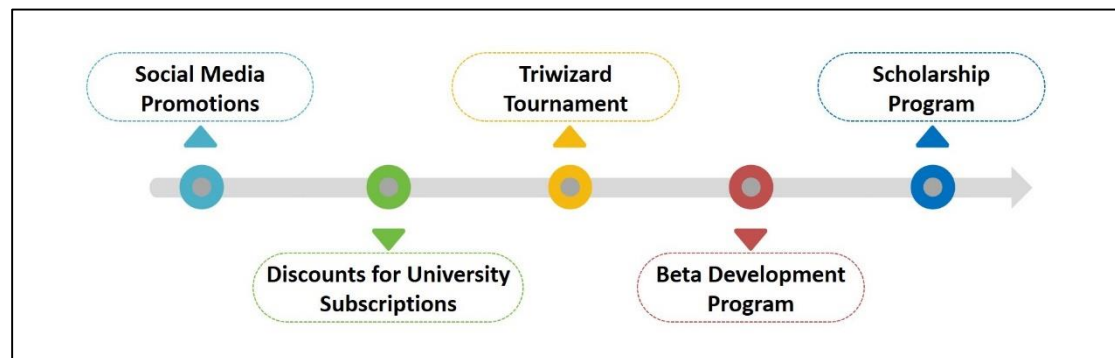 Social Media
Promotions
Triwizard
Tournament
Scholarship
Program
Discounts for University
Subscriptions
Beta Development
Program